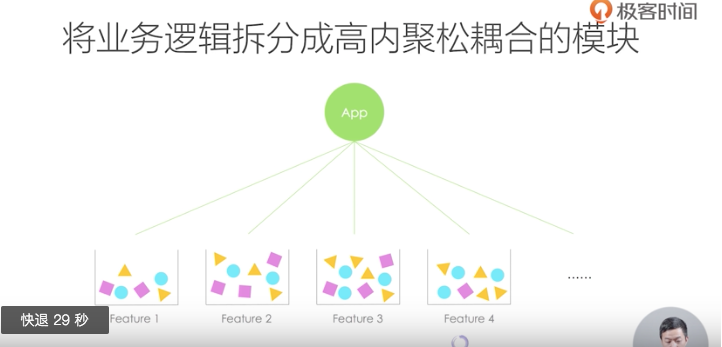 极客时间
将业务逻辑拆分成高内聚松耦合的模块
App
......
Feature 1
Feature 2
Feature 3
Feature 4
快退 29 秒